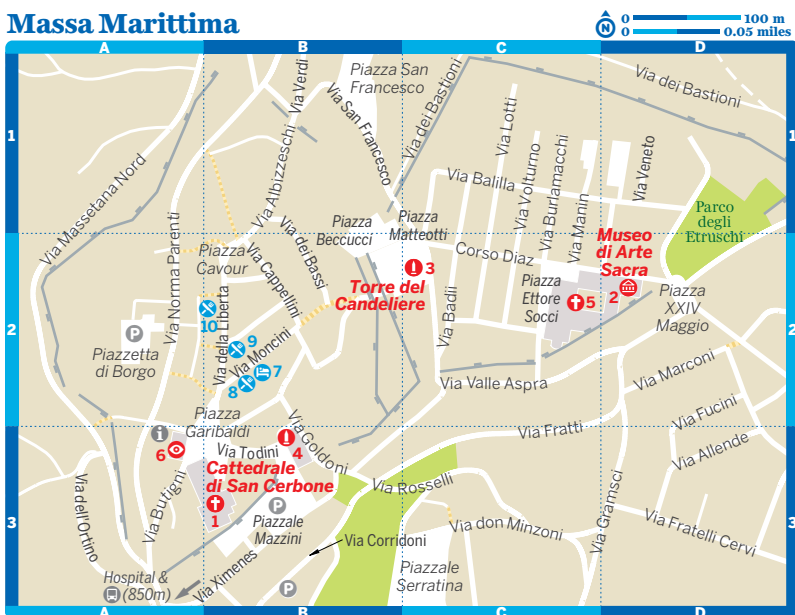 Massa Marittima
N
0 100 m
0 0.05 miles
A B C D
1
Piazza San
Francesco
Via Verdi
Via San Francesco
Via dei Bastioni
Via dei Bastioni
Via Lotti
Via Volturno
Via Burlamacchi
Via Manin
Via Veneto
Via Balilla
Via Massetana Nord
Via Albizzeschi
Via Norma Parenti
Parco
degli
Etruschi
1
Piazza
Beccucci
Piazza
Matteotti
Via dei Bassi
Piazza
Cavour
Via Cappellini
Corso Diaz
Museo
di Arte
Sacra
2
3
Torre del
Candeliere
Piazza
Ettore
Socci
5
2
Piazza
XXIV
Maggio
10
Via della Liberta
9
Via Moncini
7
8
P
Piazzetta
di Borgo
Via Badii
Via Valle Aspra
Via Marconi
2
Piazza
Garibaldi
i
6
Via Todini
4
Via Goldoni
Cattedrale
di San Cerbone
1
Via Fratti
Via Fucini
Via Allende
Via Rosselli
Via Gramsci
Via Butigni
Via dell'Ortino
3
P
Piazzale
Mazzini
Via Corridoni
Via don Minzoni
Via Fratelli Cervi
Piazzale
Serratina
Hospital &
(850m)
Via Ximenes
P
3
A B C D